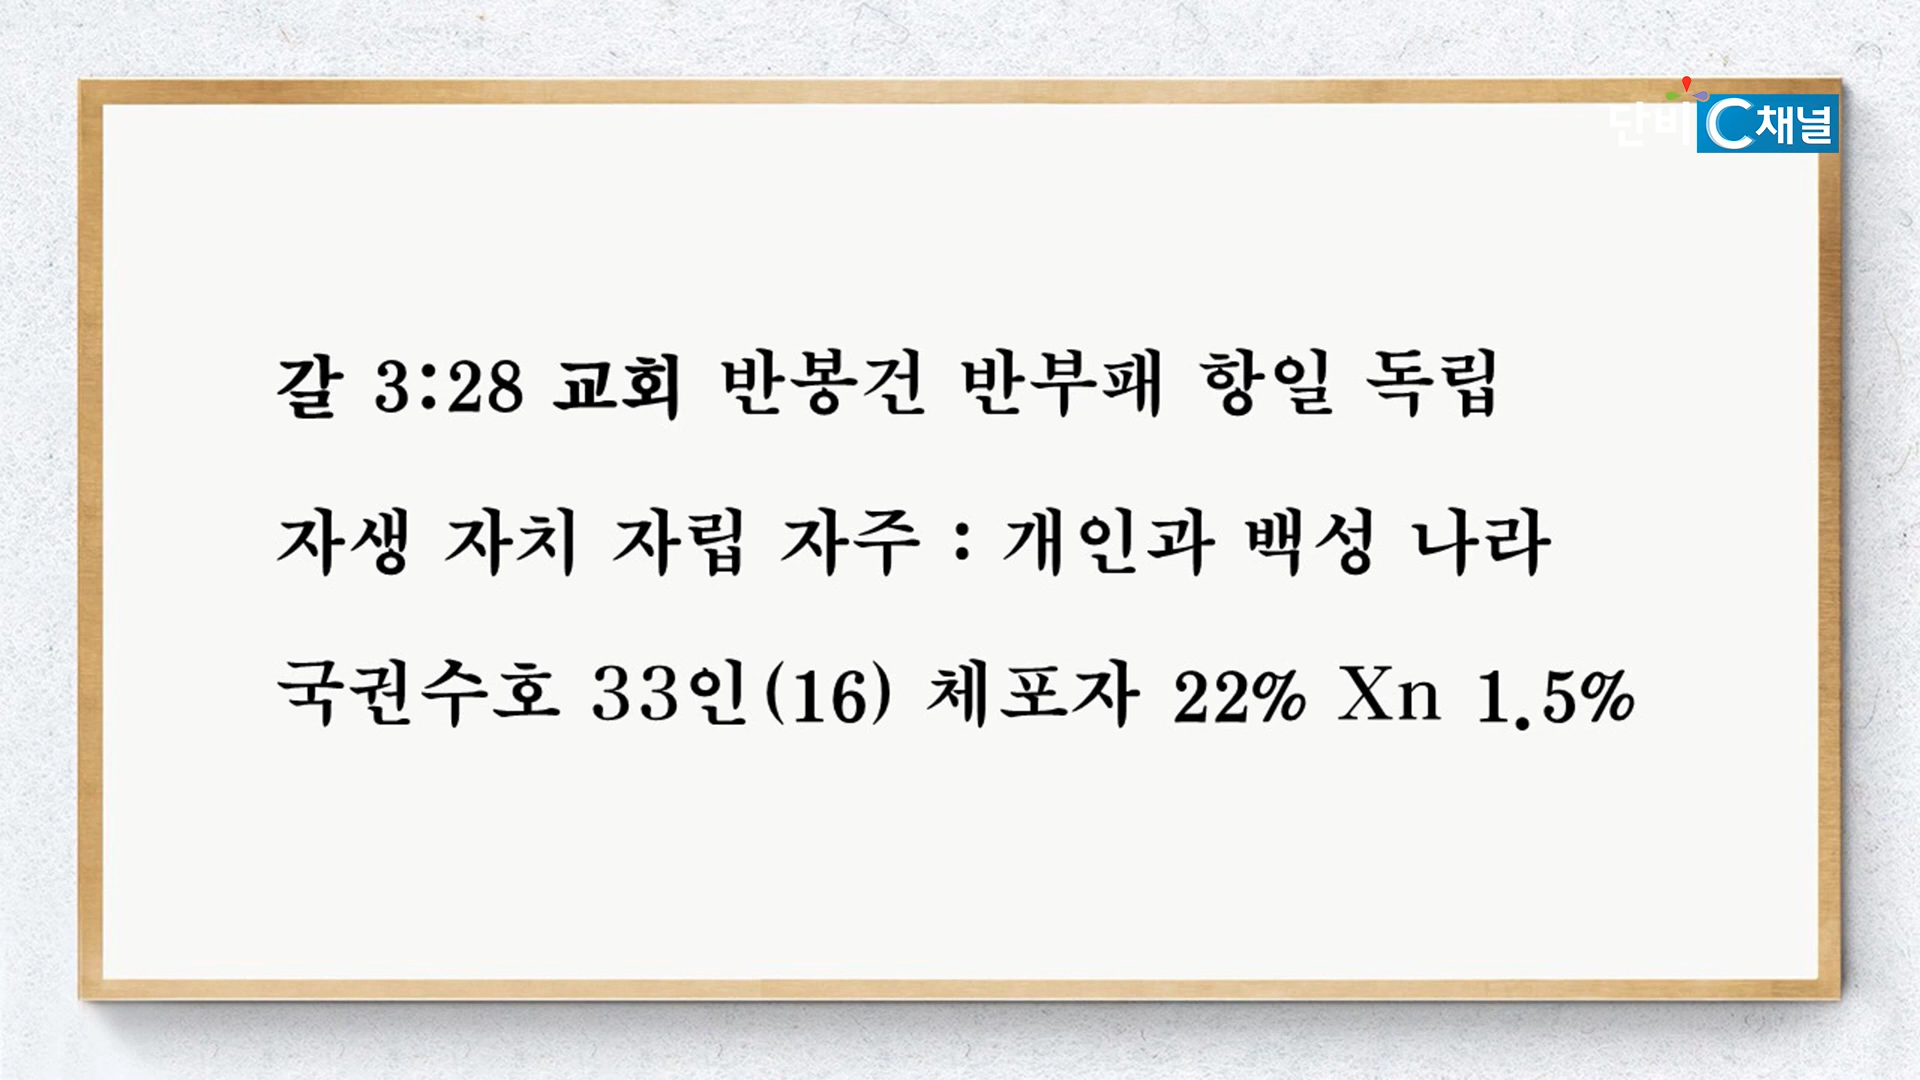 단비 C채널
갈 3:28 교회 반봉건 반부패 항일 독립
자생 자치 자립 자주 : 개인과 백성 나라
국권수호 33인(16) 체포자 22% Xn 1.5%